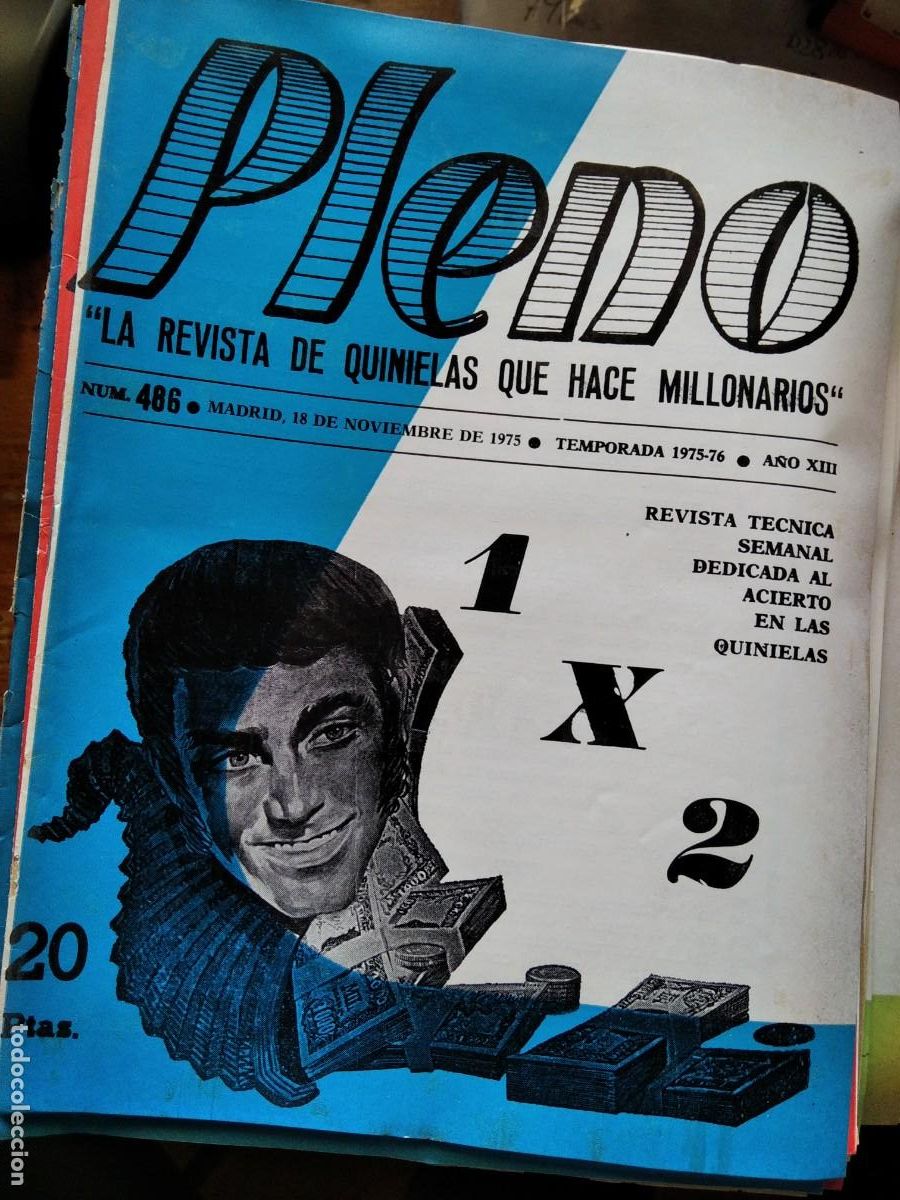 Pleno
"LA REVISTA DE QUINIELAS QUE HACE MILLONARIOS"
NUM. 486 ● MADRID, 18 DE NOVIEMBRE DE 1975 ● TEMPORADA 1975-76 ● AÑO XIII
REVISTA TECNICA
SEMANAL
DEDICADA AL
ACIERTO
EN LAS
QUINIELAS
1
X
2
20
Ptas.
todocoleccion